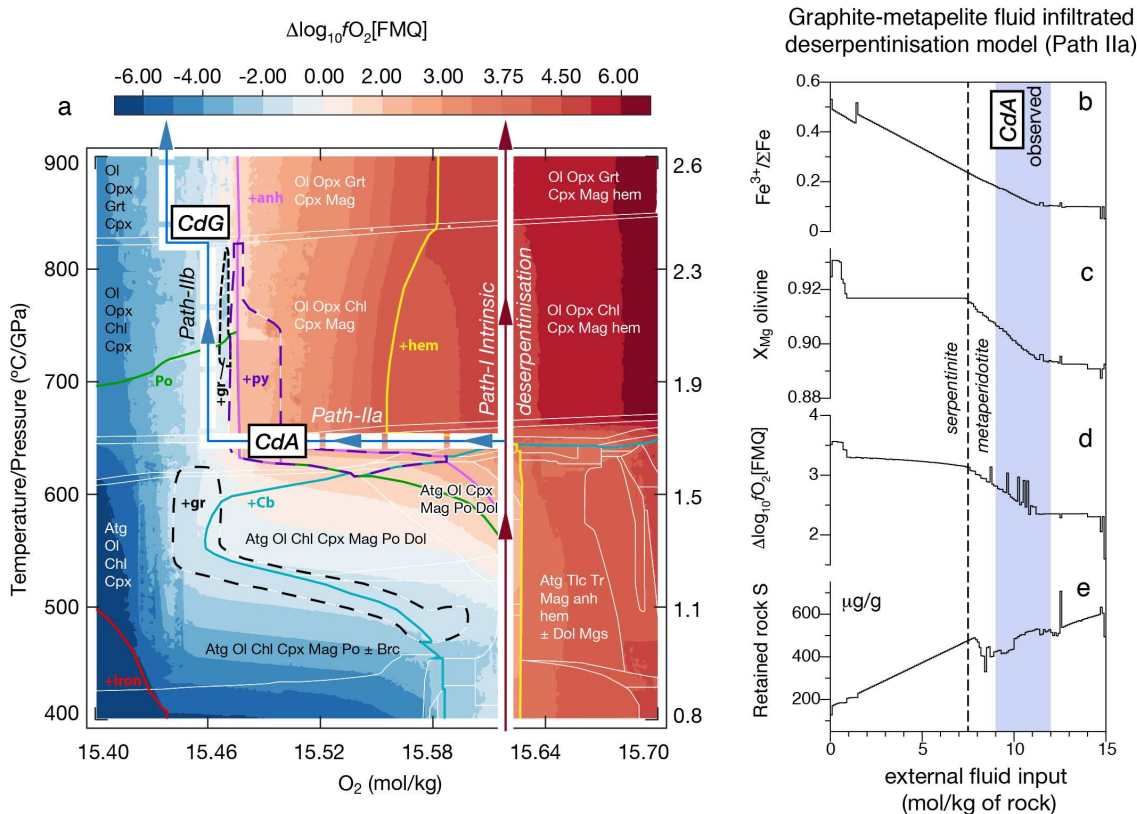 Δlog₁₀fO₂[FMQ]
-6.00 -4.00 -2.00 0.00 2.00 3.00 3.75 4.50 6.00
a
900
800
700
600
500
400
Temperature/Pressure (ºC/GPa)
2.6
2.3
1.9
1.5
1.1
0.8
15.40 15.46 15.52 15.58 15.64 15.70
O₂ (mol/kg)
Ol
Opx
Grt
Cpx
CdG
+anh
Ol Opx Grt
Cpx Mag
Ol Opx Grt
Cpx Mag hem
Ol
Opx
Chl
Cpx
Path-IIb
Ol Opx Chl
Cpx Mag
Path-I Intrinsic
deserpentinisation
Ol Opx Chl
Cpx Mag hem
+hem
Po
+gr
+py
Path-IIa
CdA
Atg Ol Cpx
Mag Po Dol
+gr
+Cb
Atg
Ol
Chl
Cpx
Atg Ol Chl Cpx Mag Po Dol
Atg Tlc Tr
Mag anh
hem
± Dol Mgs
Atg Ol Chl Cpx Mag Po ± Brc
+Iron
Graphite-metapelite fluid infiltrated
deserpentinisation model (Path IIa)
Fe³⁺/ΣFe
0.6
0.4
0.2
0
b
CdA
observed
X Mg olivine
0.92
0.90
0.88
c
serpentinite
metaperidotite
Δlog₁₀fO₂[FMQ]
4
3
2
d
Retained rock S
600
400
200
µg/g
e
0 5 10 15
external fluid input
(mol/kg of rock)